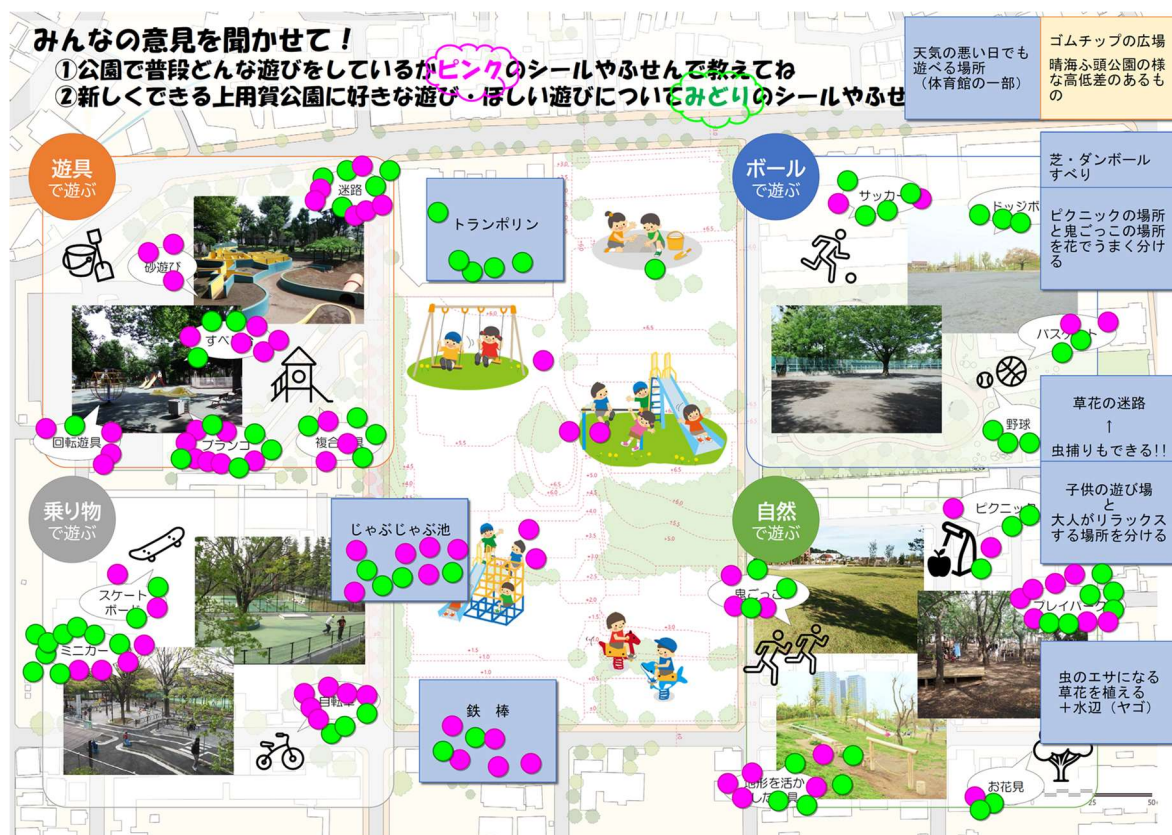 みんなの意見を聞かせて！
①公園で普段どんな遊びをしているかピンクのシールやふせんで教えてね
②新しくできる上用賀公園に好きな遊び・ほしい遊びについてみどりのシールやふせ
天気の悪い日でも
遊べる場所
（体育館の一部）
ゴムチップの広場
晴海ふ頭公園の様
な高低差のあるも
の
遊具
で遊ぶ
迷路
砂遊び
すべ
回転遊具
ブランコ
複合
トランポリン
ボール
で遊ぶ
サッカー
ドッジボ
バスケット
野球
芝・ダンボール
すべり
ピクニックの場所
と鬼ごっこの場所
を花でうまく分け
る
草花の迷路
↑
虫捕りもできる!!
子供の遊び場
と
大人がリラックス
する場所を分ける
虫のエサになる
草花を植える
＋水辺（ヤゴ）
乗り物
で遊ぶ
スケート
ボード
ミニカー
自転車
じゃぶじゃぶ池
鉄 棒
自然
で遊ぶ
ピクニック
鬼ごっこ
プレイパーク
地形を活か
した 具
お花見
25
50